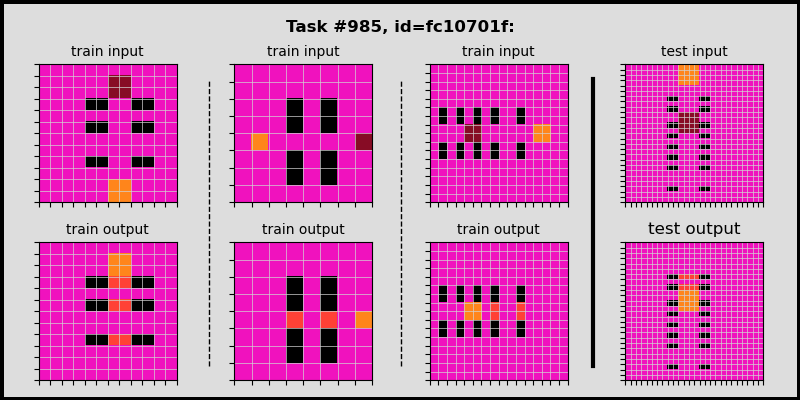 Task #985, id=fc10701f:
train input
train input
train input
test input
train output
train output
train output
test output